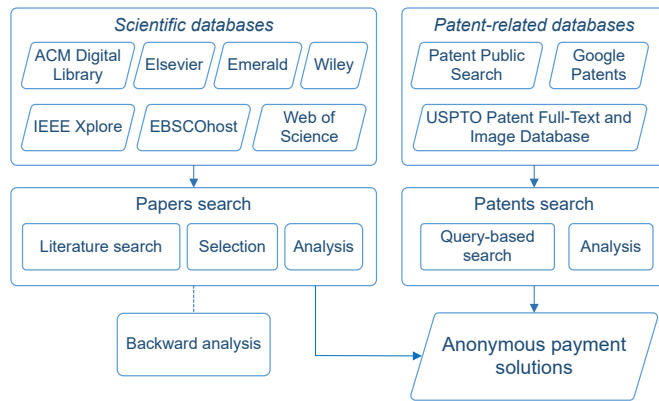 Scientific databases
ACM Digital
Library
Elsevier
Emerald
Wiley
IEEE Xplore
EBSCOhost
Web of
Science
Patent-related databases
Patent Public
Search
Google
Patents
USPTO Patent Full-Text and
Image Database
Papers search
Literature search
Selection
Analysis
Patents search
Query-based
search
Analysis
Backward analysis
Anonymous payment
solutions